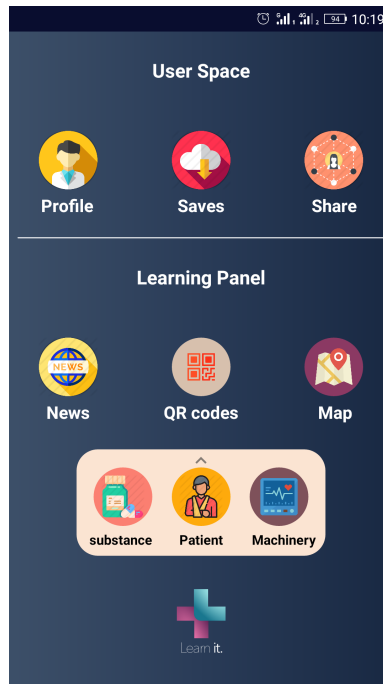 94 10:19
User Space
Profile Saves Share
Learning Panel
NEWS
News QR codes Map
substance Patient Machinery
Learn it.